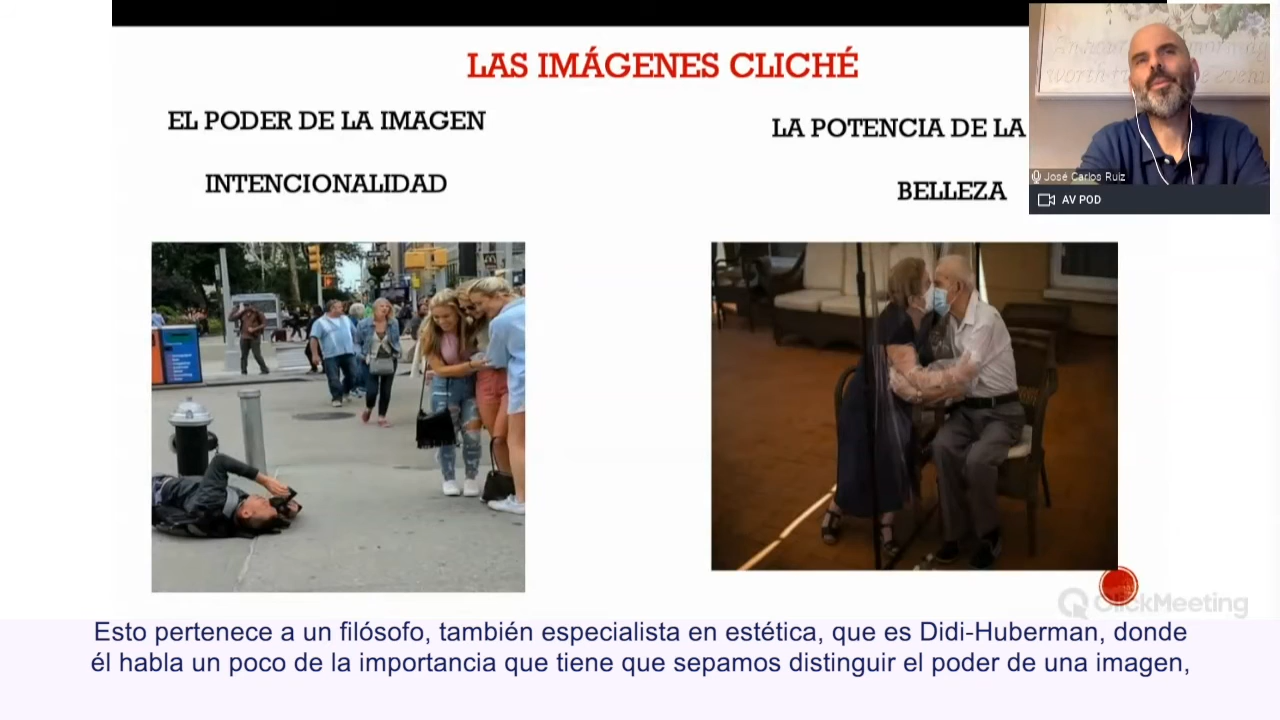 LAS IMÁGENES CLICHÉ
EL PODER DE LA IMAGEN
INTENCIONALIDAD
LA POTENCIA DE LA
BELLEZA
José Carlos Ruiz
AV POD
ClickMeeting
Esto pertenece a un filósofo, también especialista en estética, que es Didi-Huberman, donde
él habla un poco de la importancia que tiene que sepamos distinguir el poder de una imagen,